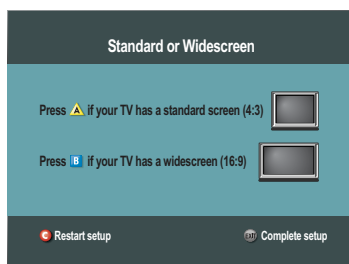 Standard or Widescreen
Press A if your TV has a standard screen (4:3)
Press B if your TV has a widescreen (16:9)
C Restart setup
EXIT Complete setup